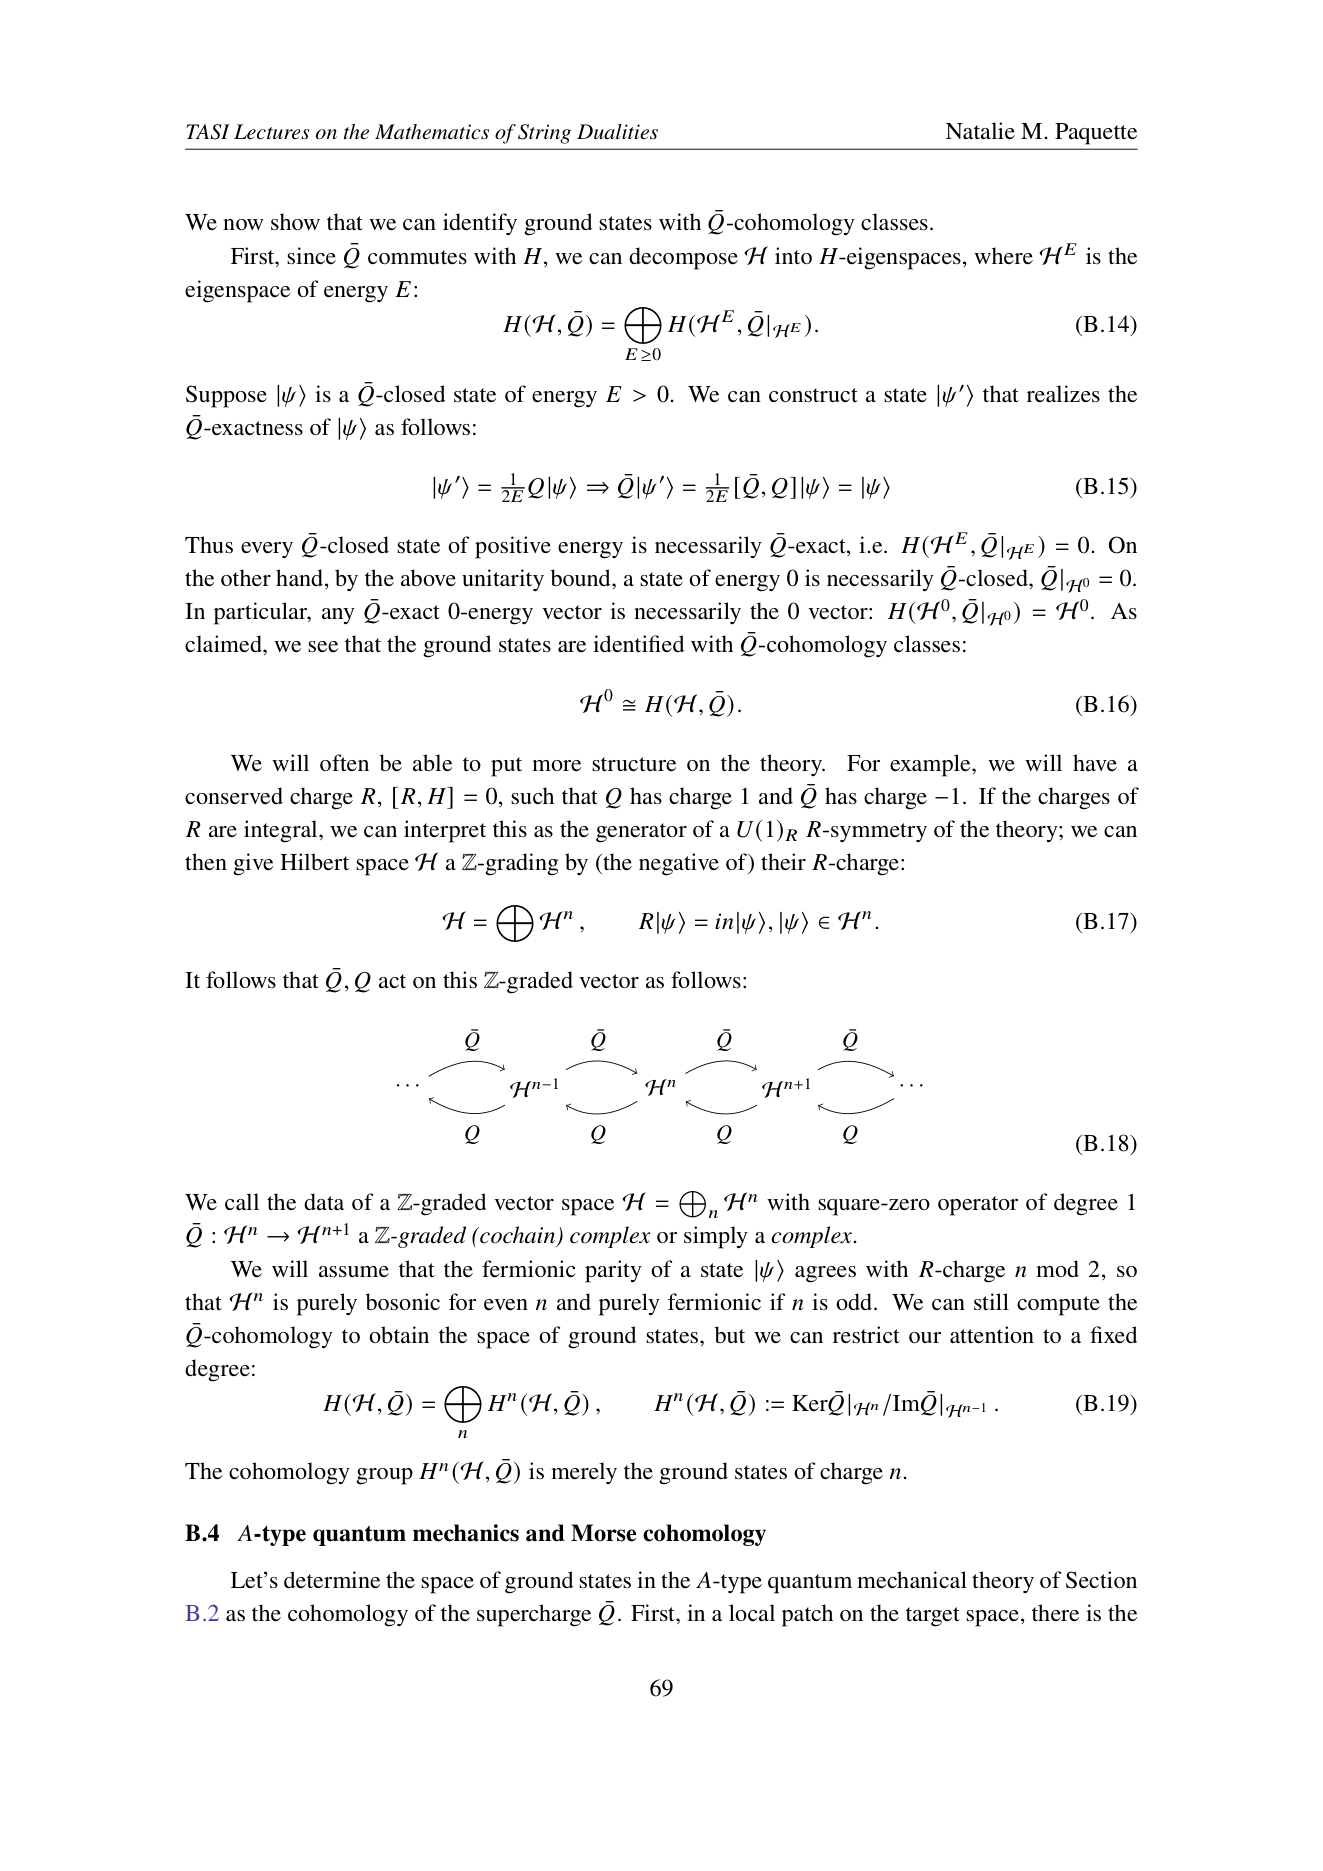 TASI Lectures on the Mathematics of String Dualities Natalie M. Paquette
We now show that we can identify ground states with Q̄-cohomology classes.
First, since Q̄ commutes with H, we can decompose ℋ into H-eigenspaces, where ℋ^E is the
eigenspace of energy E:
H(ℋ, Q̄) = ⨁_{E≥0} H(ℋ^E, Q̄|_{ℋ^E}). (B.14)
Suppose |ψ⟩ is a Q̄-closed state of energy E > 0. We can construct a state |ψ′⟩ that realizes the
Q̄-exactness of |ψ⟩ as follows:
|ψ′⟩ = 1/2E Q|ψ⟩ ⇒ Q̄|ψ′⟩ = 1/2E [Q̄, Q]|ψ⟩ = |ψ⟩ (B.15)
Thus every Q̄-closed state of positive energy is necessarily Q̄-exact, i.e. H(ℋ^E, Q̄|_{ℋ^E}) = 0. On
the other hand, by the above unitarity bound, a state of energy 0 is necessarily Q̄-closed, Q̄|_{ℋ^0} = 0.
In particular, any Q̄-exact 0-energy vector is necessarily the 0 vector: H(ℋ^0, Q̄|_{ℋ^0}) = ℋ^0. As
claimed, we see that the ground states are identified with Q̄-cohomology classes:
ℋ^0 ≅ H(ℋ, Q̄). (B.16)
We will often be able to put more structure on the theory. For example, we will have a
conserved charge R, [R, H] = 0, such that Q has charge 1 and Q̄ has charge −1. If the charges of
R are integral, we can interpret this as the generator of a U(1)_R R-symmetry of the theory; we can
then give Hilbert space ℋ a ℤ-grading by (the negative of) their R-charge:
ℋ = ⨁ ℋ^n , R|ψ⟩ = in|ψ⟩, |ψ⟩ ∈ ℋ^n. (B.17)
It follows that Q̄, Q act on this ℤ-graded vector as follows:
Q̄ Q̄ Q̄ Q̄
⋯ ℋ^{n−1} ℋ^n ℋ^{n+1} ⋯
Q Q Q Q
(B.18)
We call the data of a ℤ-graded vector space ℋ = ⨁_n ℋ^n with square-zero operator of degree 1
Q̄ : ℋ^n → ℋ^{n+1} a ℤ-graded (cochain) complex or simply a complex.
We will assume that the fermionic parity of a state |ψ⟩ agrees with R-charge n mod 2, so
that ℋ^n is purely bosonic for even n and purely fermionic if n is odd. We can still compute the
Q̄-cohomology to obtain the space of ground states, but we can restrict our attention to a fixed
degree:
H(ℋ, Q̄) = ⨁_n H^n(ℋ, Q̄) , H^n(ℋ, Q̄) := KerQ̄|_{ℋ^n}/ImQ̄|_{ℋ^{n−1}} . (B.19)
The cohomology group H^n(ℋ, Q̄) is merely the ground states of charge n.
B.4 A-type quantum mechanics and Morse cohomology
Let's determine the space of ground states in the A-type quantum mechanical theory of Section
B.2 as the cohomology of the supercharge Q̄. First, in a local patch on the target space, there is the
69